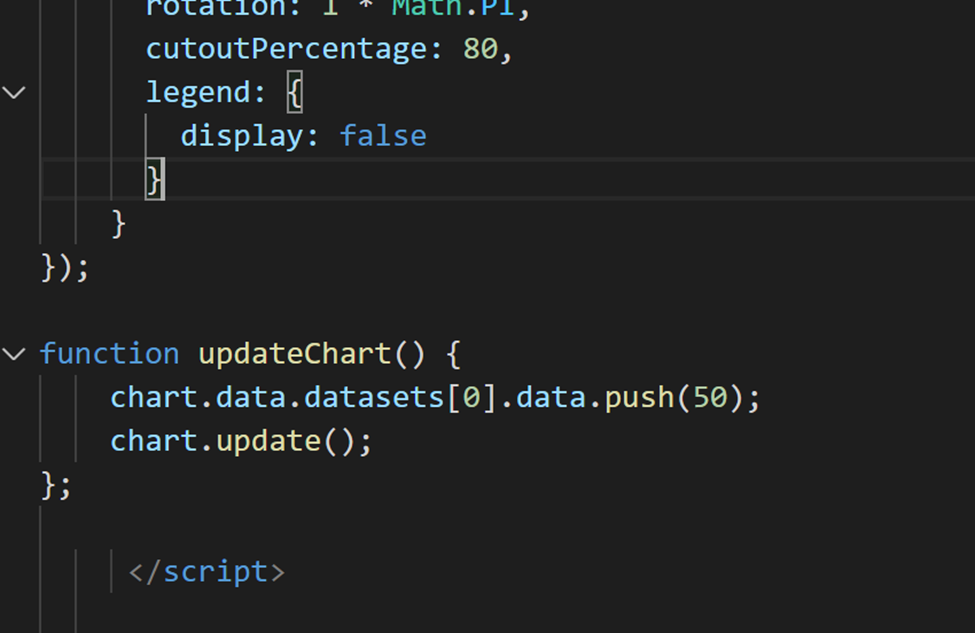 rotation: 1 * Math.PI,
cutoutPercentage: 80,
legend: {
display: false
}
}
});
function updateChart() {
chart.data.datasets[0].data.push(50);
chart.update();
};
</script>